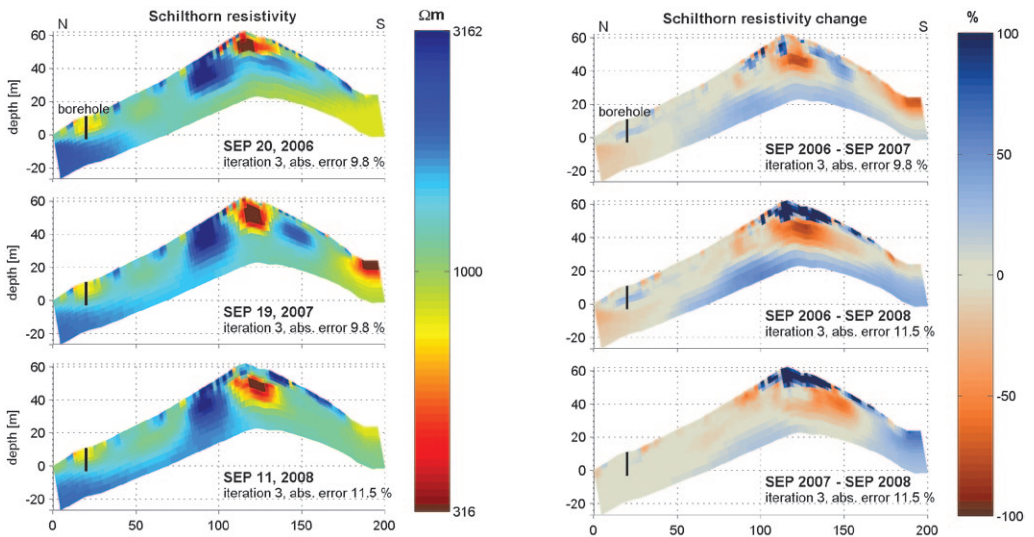 Schilthorn resistivity
N
S
Ωm
60
40
20
0
-20
depth [m]
borehole
SEP 20, 2006
iteration 3, abs. error 9.8 %
60
40
20
0
-20
depth [m]
SEP 19, 2007
iteration 3, abs. error 9.8 %
60
40
20
0
-20
depth [m]
SEP 11, 2008
iteration 3, abs. error 11.5 %
0
50
100
150
200
3162
1000
316
Schilthorn resistivity change
N
S
%
60
40
20
0
-20
borehole
SEP 2006 - SEP 2007
iteration 3, abs. error 9.8 %
60
40
20
0
-20
SEP 2006 - SEP 2008
iteration 3, abs. error 11.5 %
60
40
20
0
-20
SEP 2007 - SEP 2008
iteration 3, abs. error 11.5 %
0
50
100
150
200
100
50
0
-50
-100